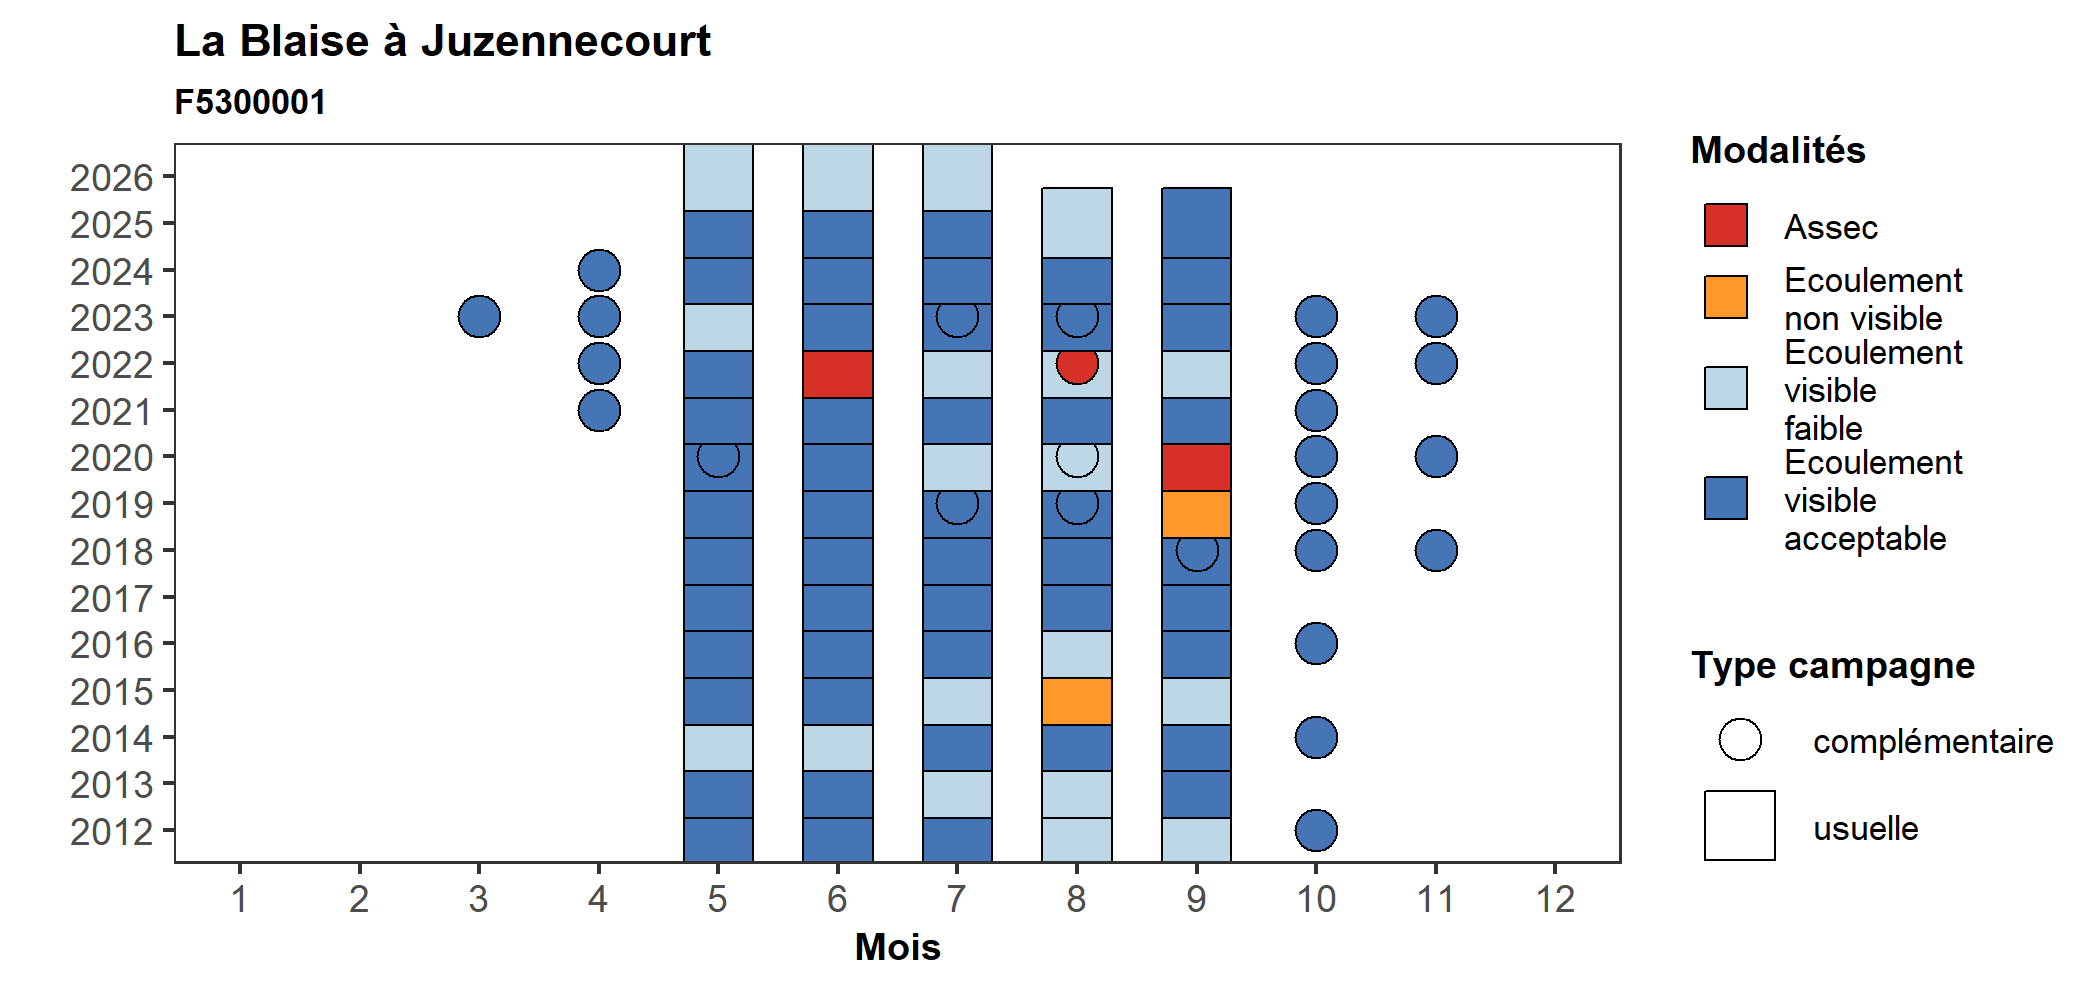 La Blaise à Juzennecourt
F5300001
2026
2025
2024
2023
2022
2021
2020
2019
2018
2017
2016
2015
2014
2013
2012
1 2 3 4 5 6 7 8 9 10 11 12
Mois
Modalités
Assec
Ecoulement
non visible
Ecoulement
visible
faible
Ecoulement
visible
acceptable
Type campagne
complémentaire
usuelle